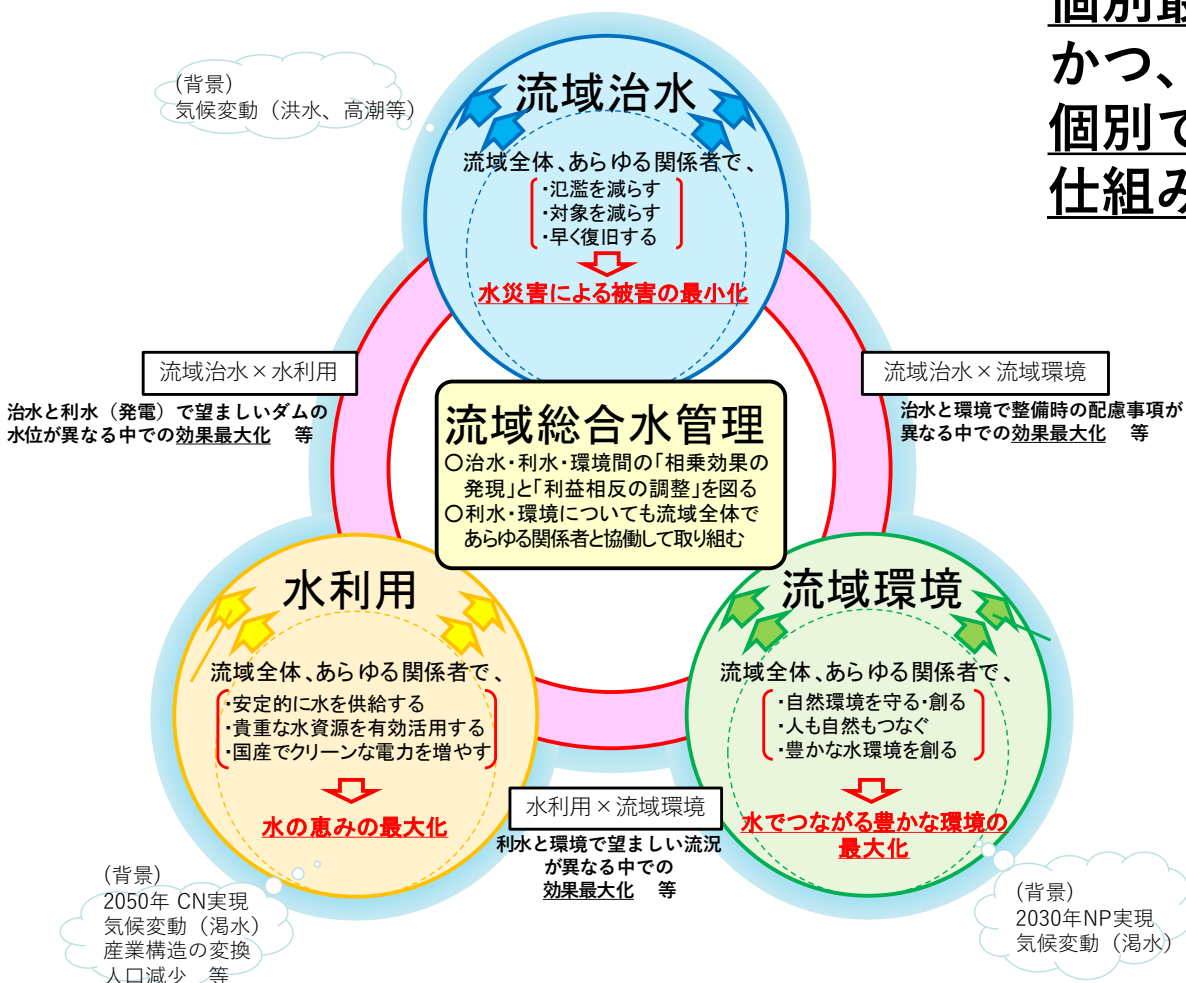 個別最
かつ、
個別で
仕組み
(背景)
気候変動（洪水、高潮等）
流域治水
流域全体、あらゆる関係者で、
・氾濫を減らす
・対象を減らす
・早く復旧する
水災害による被害の最小化
流域治水×水利用
治水と利水（発電）で望ましいダムの
水位が異なる中での効果最大化　等
流域治水×流域環境
治水と環境で整備時の配慮事項が
異なる中での効果最大化　等
流域総合水管理
〇治水・利水・環境間の「相乗効果の
発現」と「利益相反の調整」を図る
〇利水・環境についても流域全体で
あらゆる関係者と協働して取り組む
水利用
流域全体、あらゆる関係者で、
・安定的に水を供給する
・貴重な水資源を有効活用する
・国産でクリーンな電力を増やす
水の恵みの最大化
流域環境
流域全体、あらゆる関係者で、
・自然環境を守る・創る
・人も自然もつなぐ
・豊かな水環境を創る
水でつながる豊かな環境の
最大化
水利用×流域環境
利水と環境で望ましい流況
が異なる中での
効果最大化　等
(背景)
2050年 CN実現
気候変動（渇水）
産業構造の変換
人口減少　等
(背景)
2030年NP実現
気候変動（渇水）